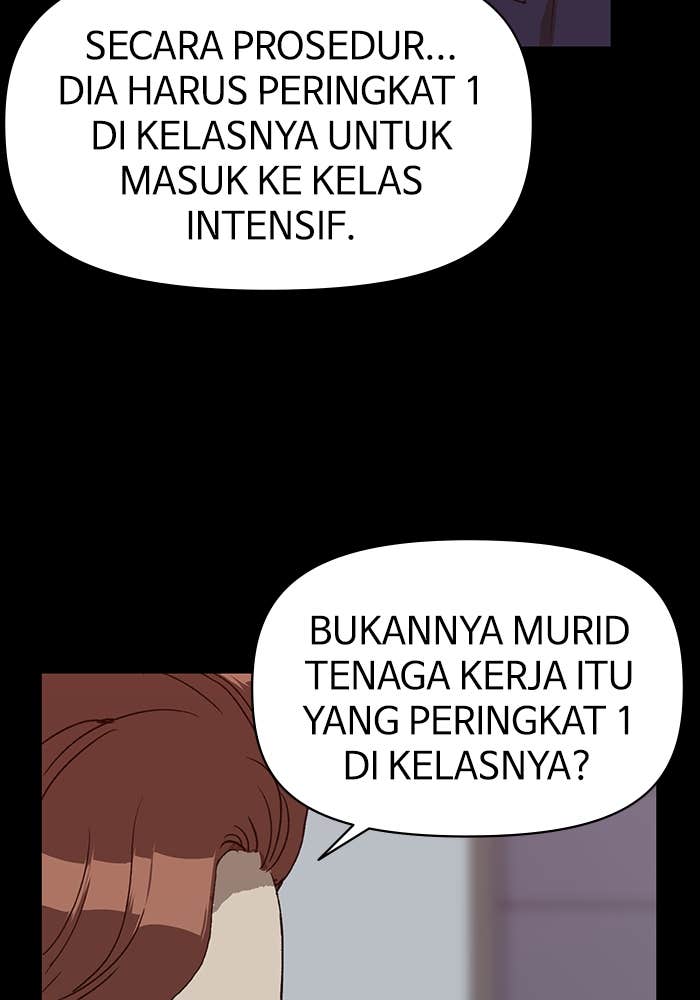 SECARA PROSEDUR...
DIA HARUS PERINGKAT 1
DI KELASNYA UNTUK
MASUK KE KELAS
INTENSIF.
BUKANNYA MURID
TENAGA KERJA ITU
YANG PERINGKAT 1
DI KELASNYA?